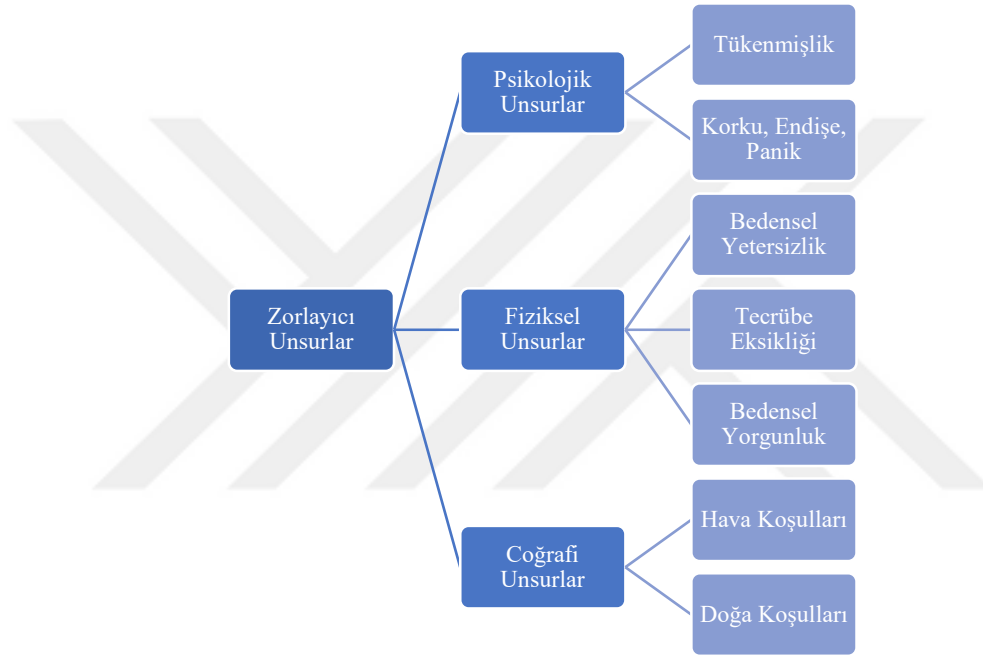 Zorlayıcı
Unsurlar
Psikolojik
Unsurlar
Tükenmişlik
Korku, Endişe,
Panik
Fiziksel
Unsurlar
Bedensel
Yetersizlik
Tecrübe
Eksikliği
Bedensel
Yorgunluk
Coğrafi
Unsurlar
Hava Koşulları
Doğa Koşulları